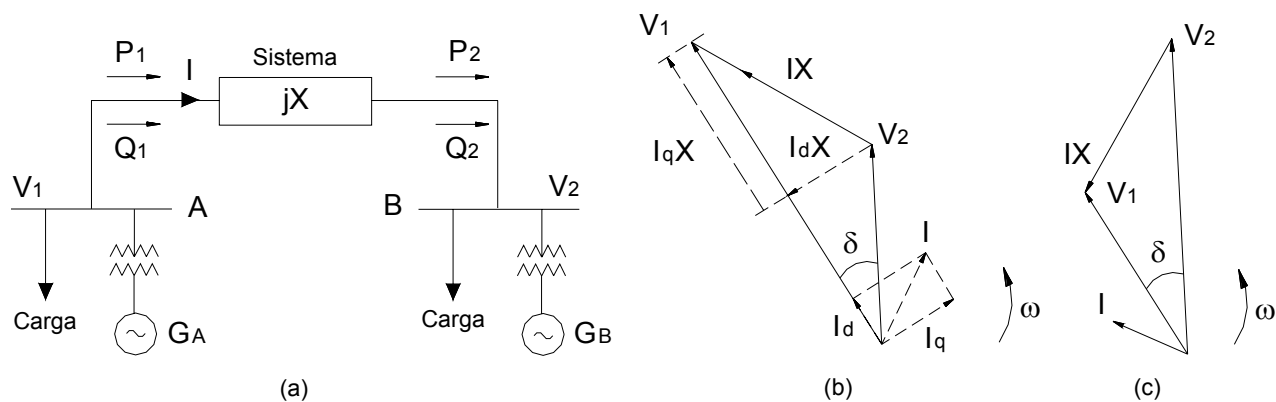 P1
I
Sistema
jX
Q1
P2
Q2
V1
A
B
V2
Carga
GA
Carga
GB
(a)
V1
IX
V2
IqX
IdX
δ
I
Id
Iq
ω
(b)
V2
IX
V1
δ
I
ω
(c)